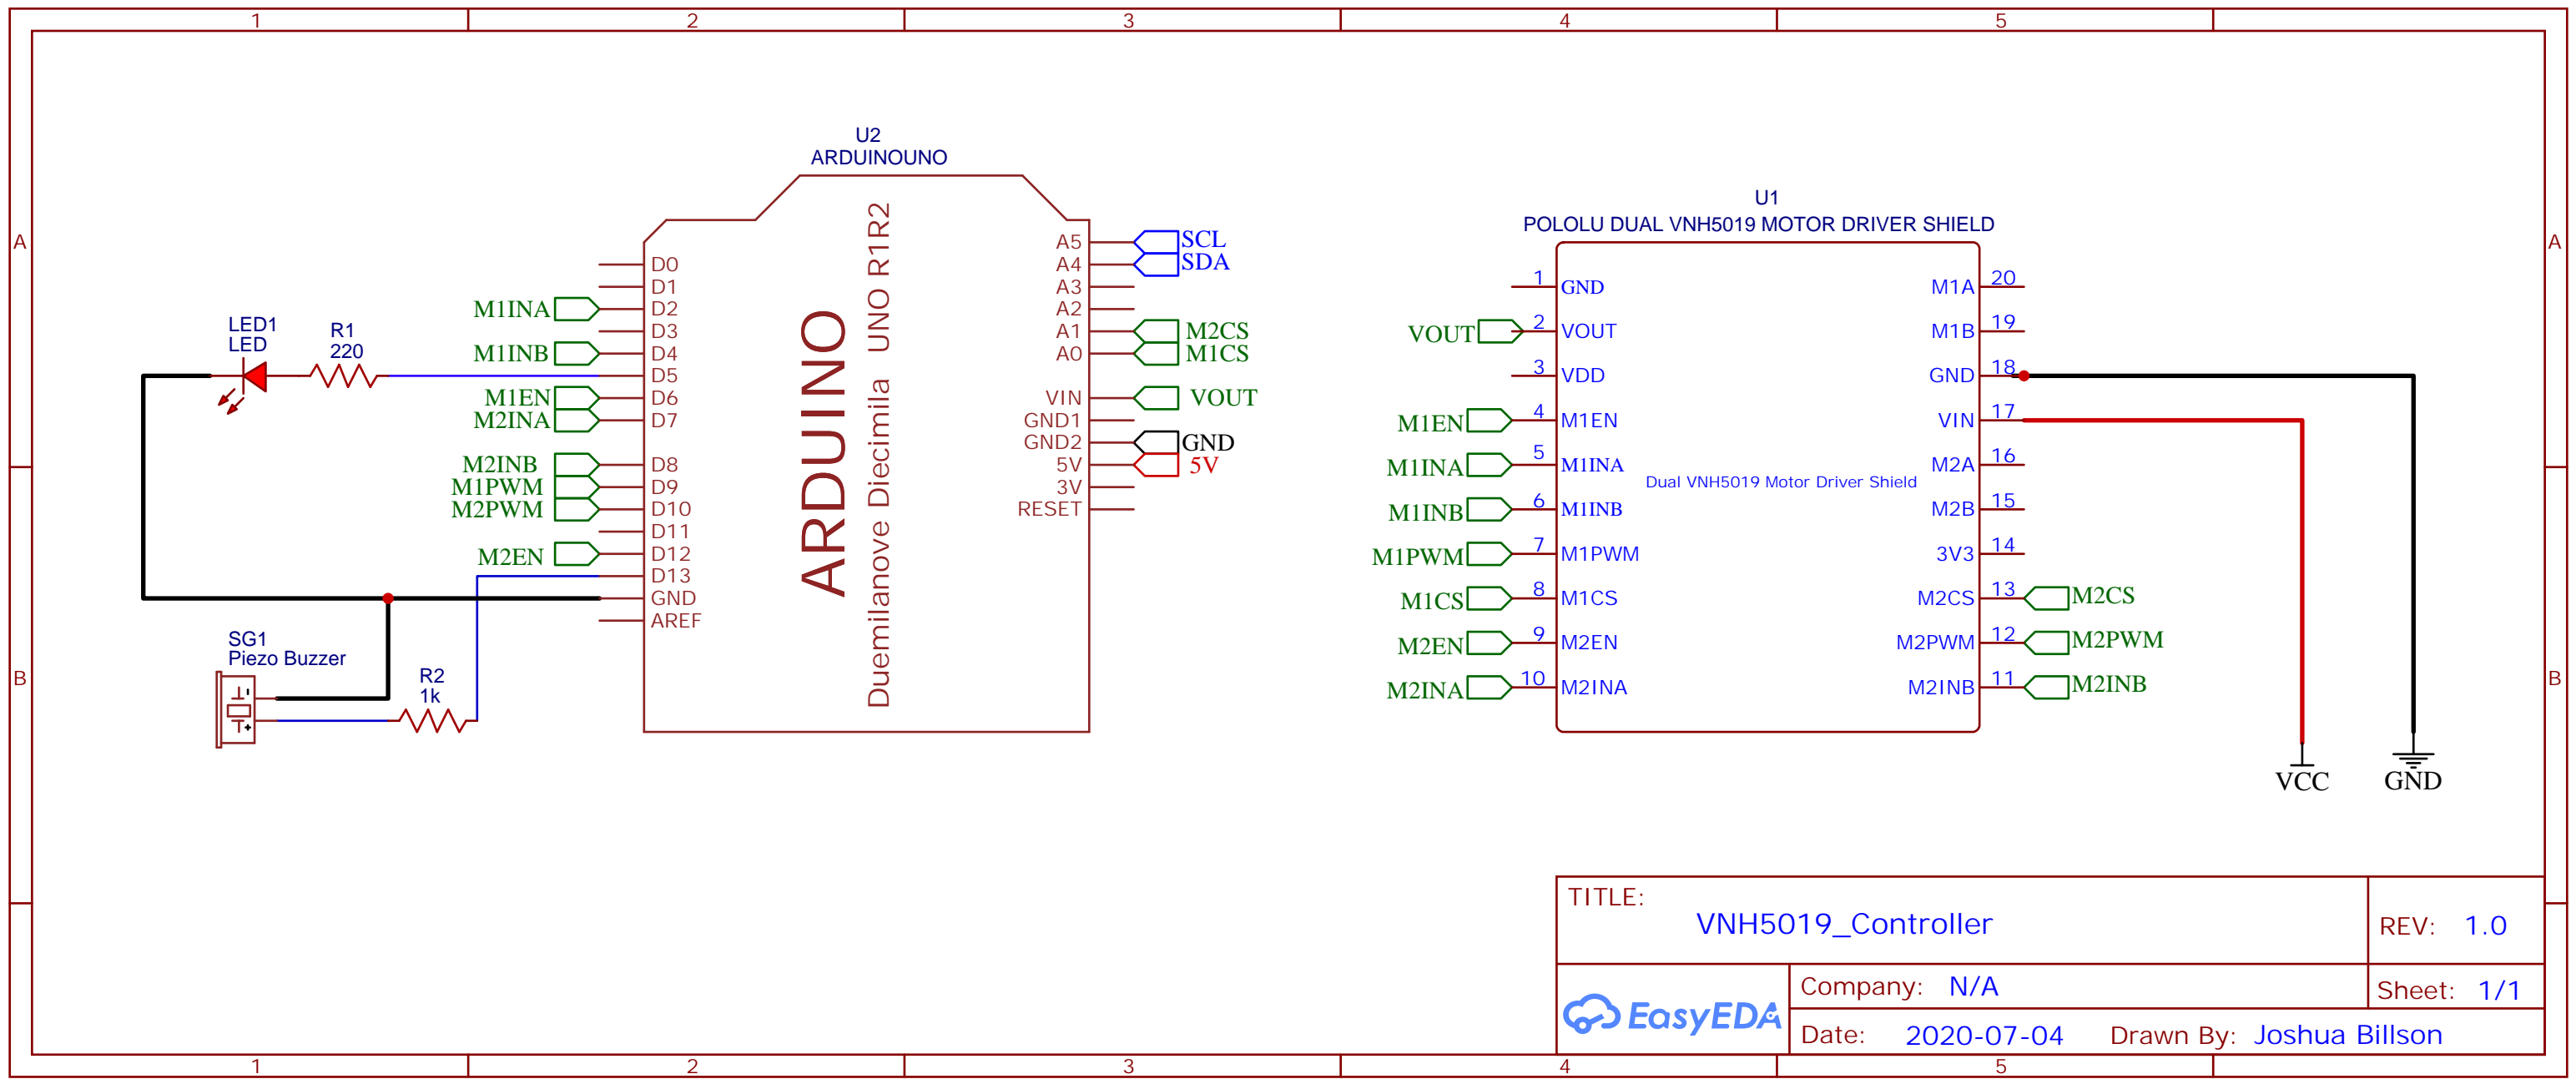 1 2 3 4 5
A A
B B
U2
ARDUINOUNO
ARDUINO
Duemilanove Diecimila UNO R1R2
D0
D1
M1INA D2
D3
M1INB D4
D5
M1EN D6
M2INA D7
M2INB D8
M1PWM D9
M2PWM D10
D11
M2EN D12
D13
GND
AREF
A5 SCL
A4 SDA
A3
A2
A1 M2CS
A0 M1CS
VIN VOUT
GND1
GND2 GND
5V 5V
3V
RESET
LED1
LED
R1
220
SG1
Piezo Buzzer
R2
1k
U1
POLOLU DUAL VNH5019 MOTOR DRIVER SHIELD
Dual VNH5019 Motor Driver Shield
1 GND
VOUT 2 VOUT
3 VDD
M1EN 4 M1EN
M1INA 5 M1INA
M1INB 6 M1INB
M1PWM 7 M1PWM
M1CS 8 M1CS
M2EN 9 M2EN
M2INA 10 M2INA
M1A 20
M1B 19
GND 18
VIN 17
M2A 16
M2B 15
3V3 14
M2CS 13 M2CS
M2PWM 12 M2PWM
M2INB 11 M2INB
VCC
GND
TITLE:
VNH5019_Controller
REV: 1.0
EasyEDA
Company: N/A
Sheet: 1/1
Date: 2020-07-04 Drawn By: Joshua Billson
1 2 3 4 5